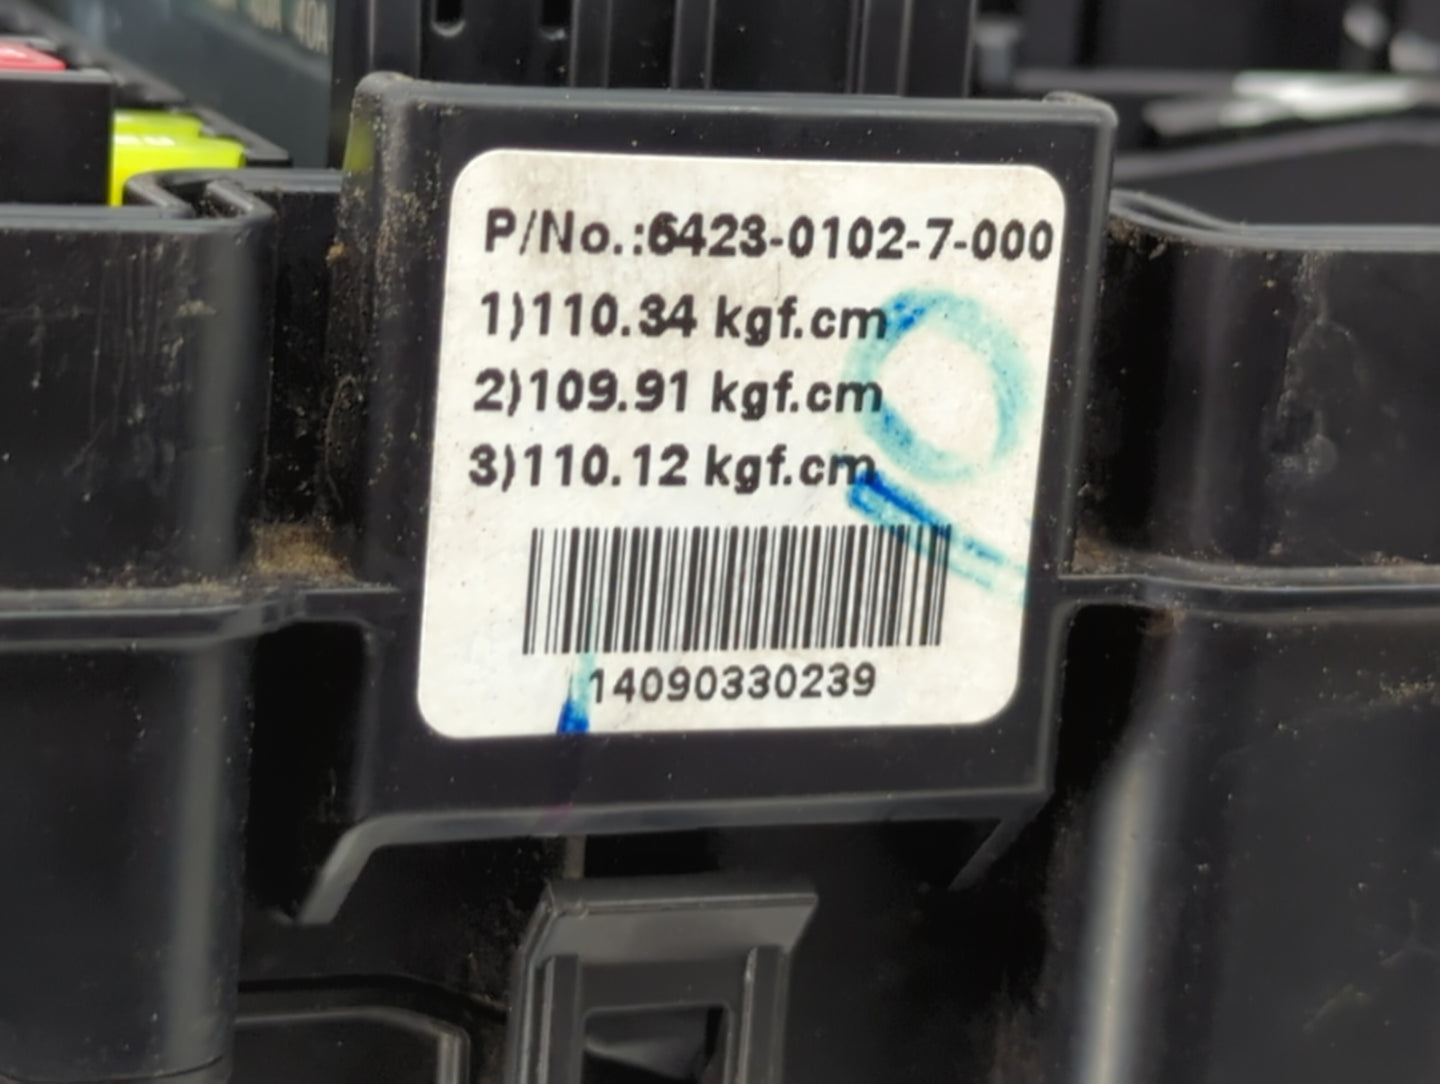 40A
P/No.:6423-0102-7-000
1)110.34 kgf.cm
2)109.91 kgf.cm
3)110.12 kgf.cm
14090330239